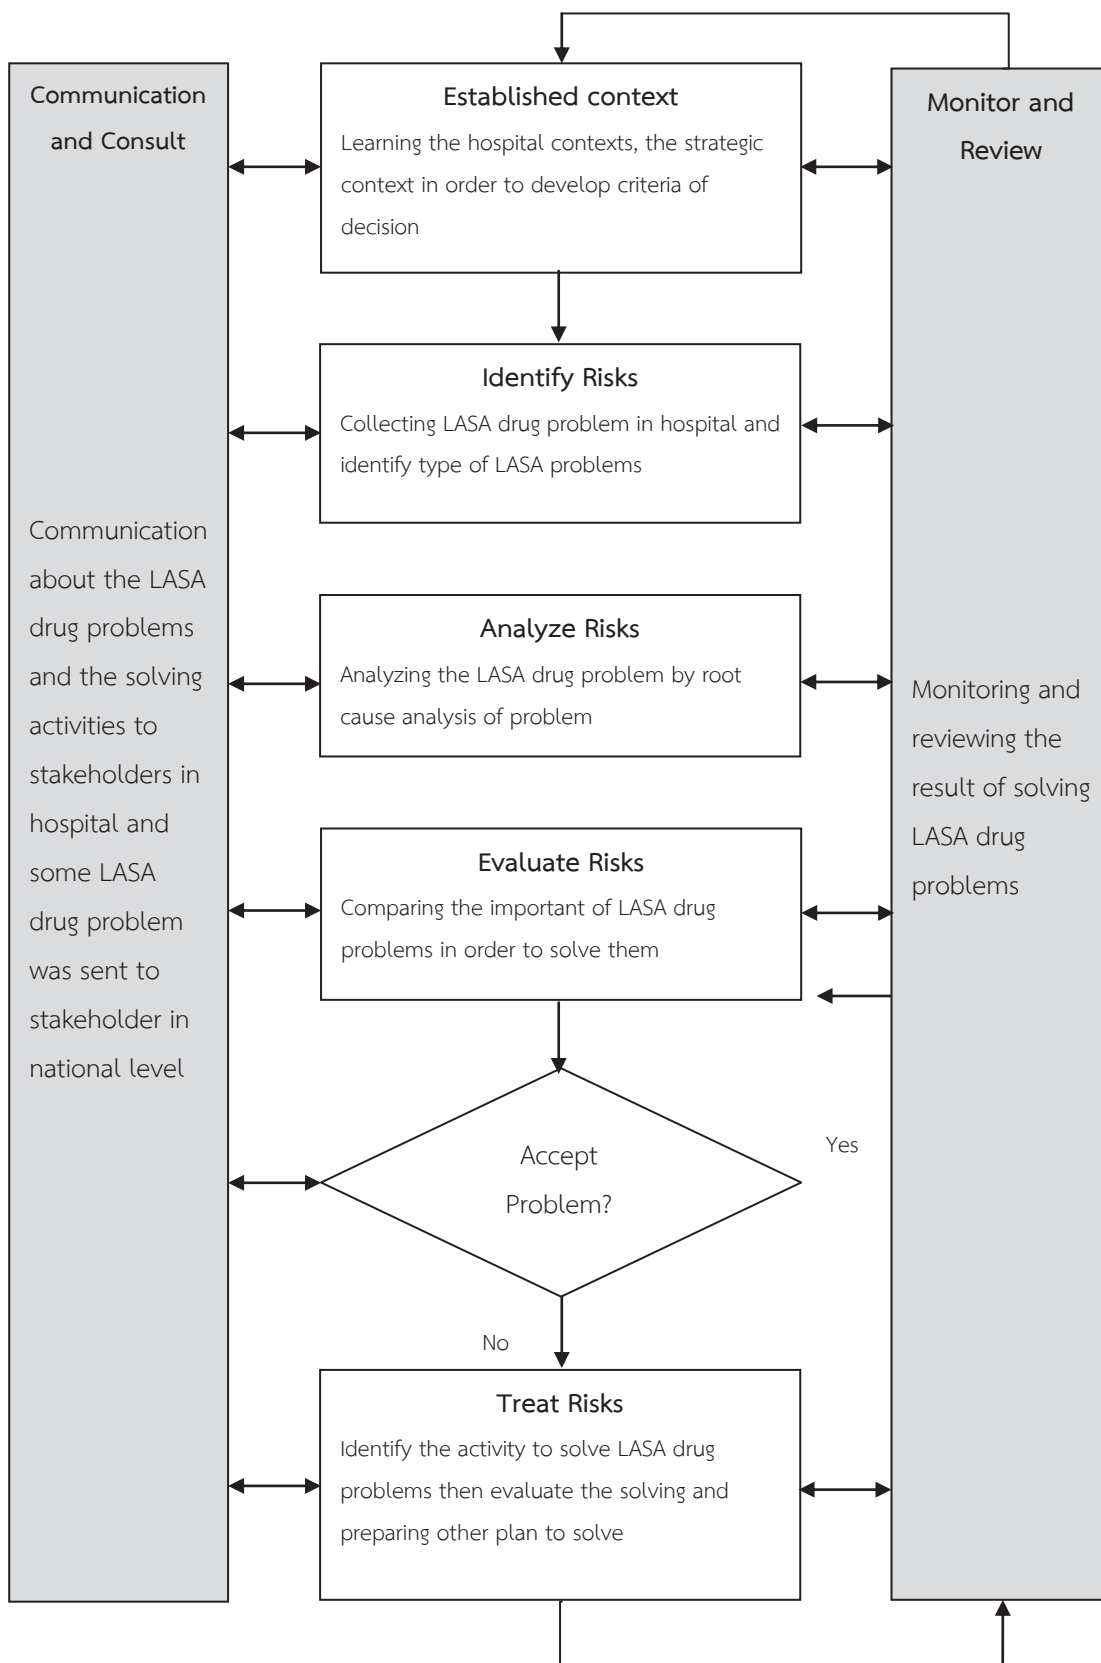 Communication
and Consult
Communication
about the LASA
drug problems
and the solving
activities to
stakeholders in
hospital and
some LASA
drug problem
was sent to
stakeholder in
national level
Established context
Learning the hospital contexts, the strategic
context in order to develop criteria of
decision
Identify Risks
Collecting LASA drug problem in hospital and
identify type of LASA problems
Analyze Risks
Analyzing the LASA drug problem by root
cause analysis of problem
Evaluate Risks
Comparing the important of LASA drug
problems in order to solve them
Accept
Problem?
Yes
No
Treat Risks
Identify the activity to solve LASA drug
problems then evaluate the solving and
preparing other plan to solve
Monitor and
Review
Monitoring and
reviewing the
result of solving
LASA drug
problems